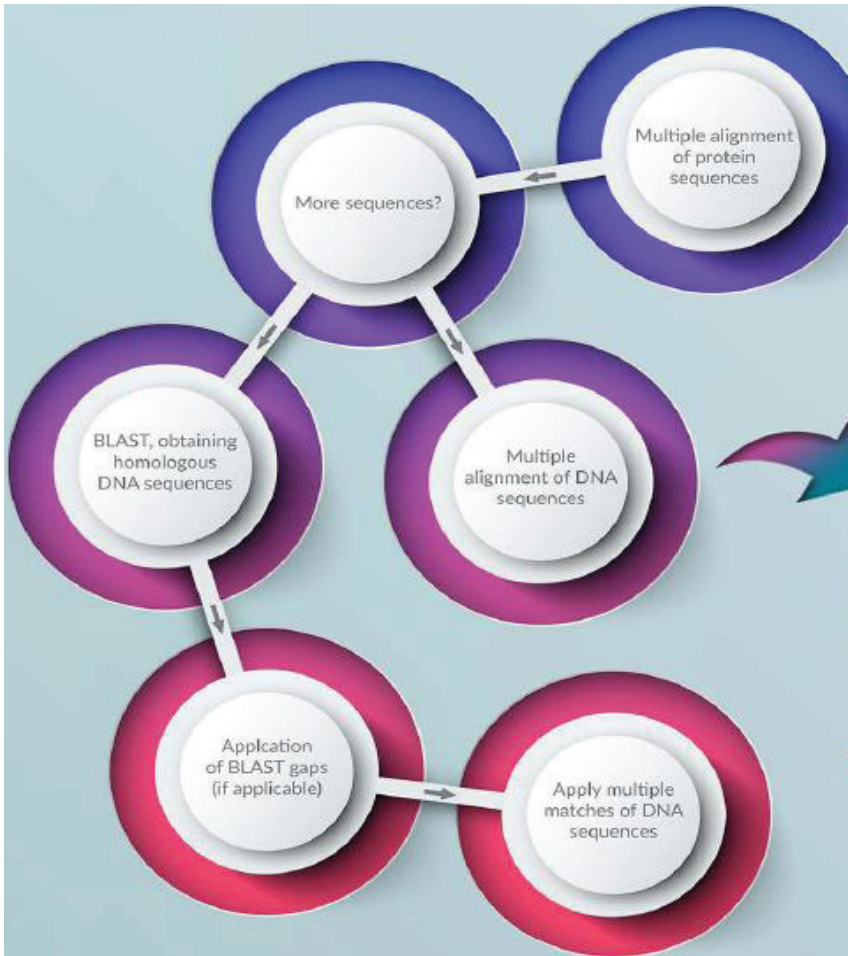 Multiple alignment
of protein
sequences
More sequences?
BLAST, obtaining
homologous
DNA sequences
Multiple
alignment of DNA
sequences
Applcation
of BLAST gaps
(if applicable)
Apply multiple
matches of DNA
sequences